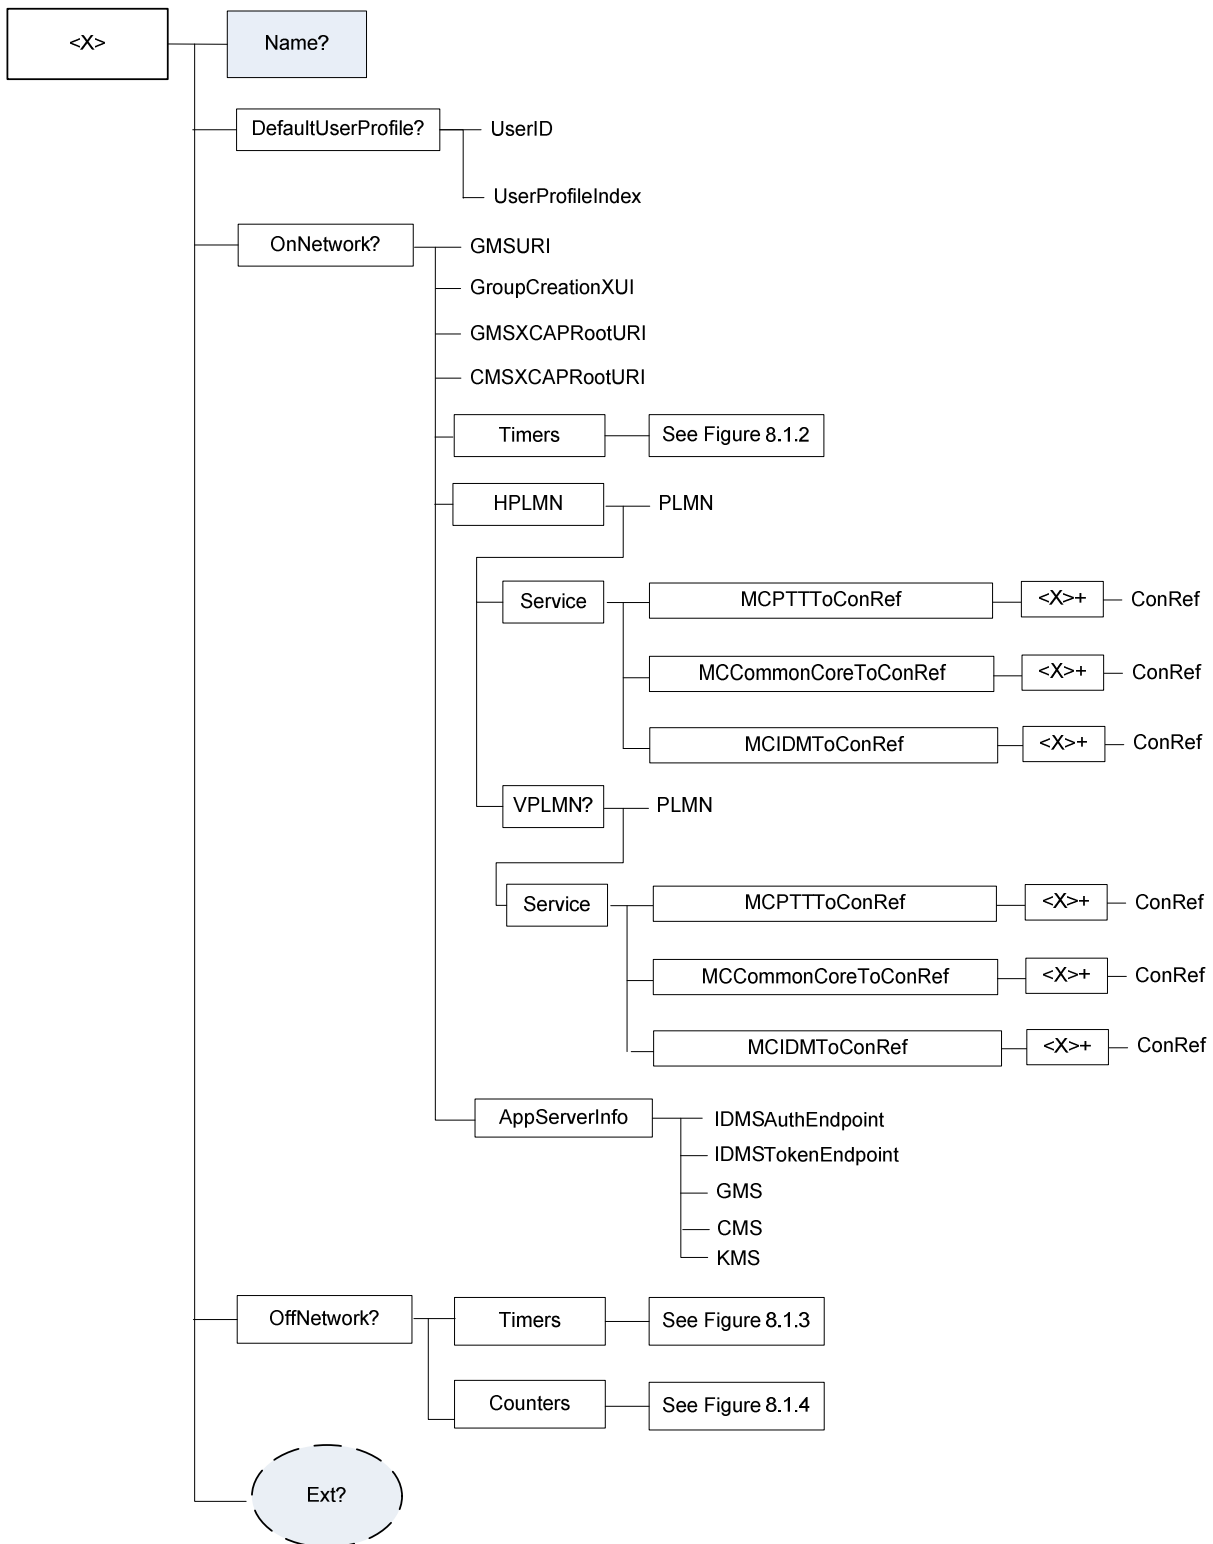 <X>
Name?
DefaultUserProfile?
UserID
UserProfileIndex
OnNetwork?
GMSURI
GroupCreationXUI
GMSXCAPRootURI
CMSXCAPRootURI
Timers
See Figure 8.1.2
HPLMN
PLMN
Service
MCPTTToConRef
<X>+
ConRef
MCCommonCoreToConRef
<X>+
ConRef
MCIDMToConRef
<X>+
ConRef
VPLMN?
PLMN
Service
MCPTTToConRef
<X>+
ConRef
MCCommonCoreToConRef
<X>+
ConRef
MCIDMToConRef
<X>+
ConRef
AppServerInfo
IDMSAuthEndpoint
IDMSTokenEndpoint
GMS
CMS
KMS
OffNetwork?
Timers
See Figure 8.1.3
Counters
See Figure 8.1.4
Ext?